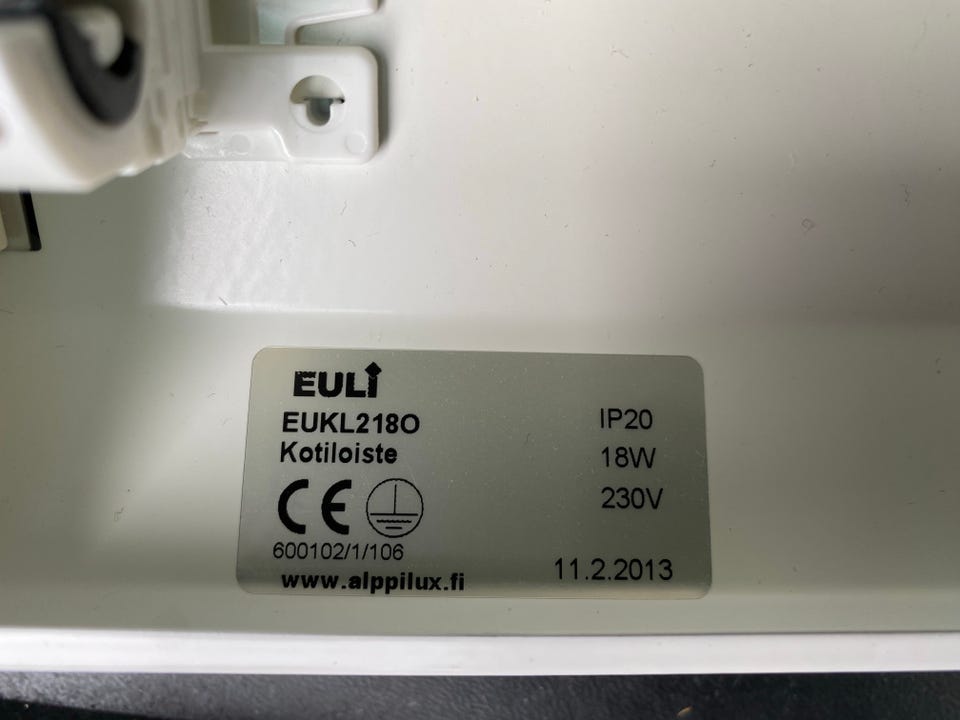 EULI
EUKL218O
Kotiloiste
CE
600102/1/106
www.alppilux.fi
IP20
18W
230V
11.2.2013